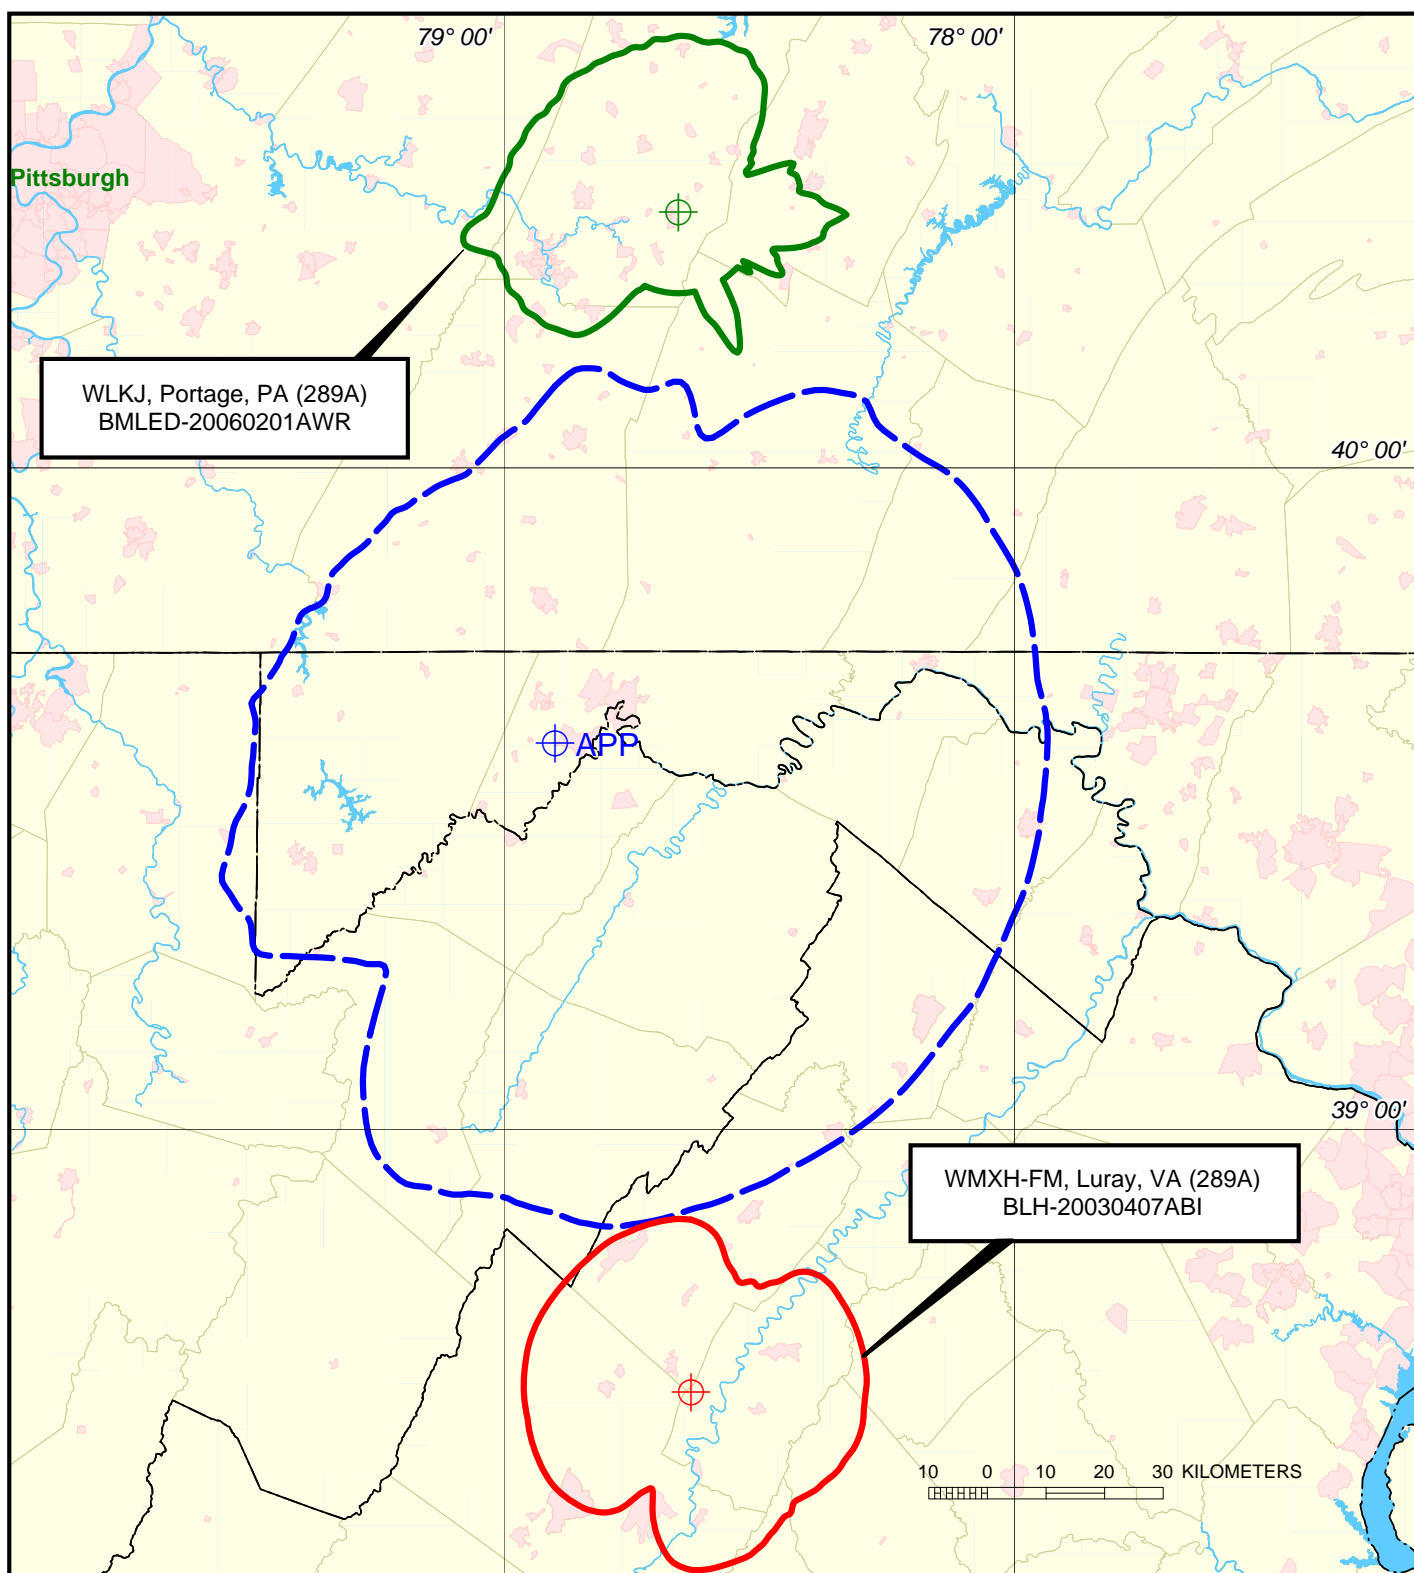 79° 00'
78° 00'
Pittsburgh
WLKJ, Portage, PA (289A)
BMLED-20060201AWR
40° 00'
APP
39° 00'
WMXH-FM, Luray, VA (289A)
BLH-20030407ABI
10 0 10 20 30 KILOMETERS